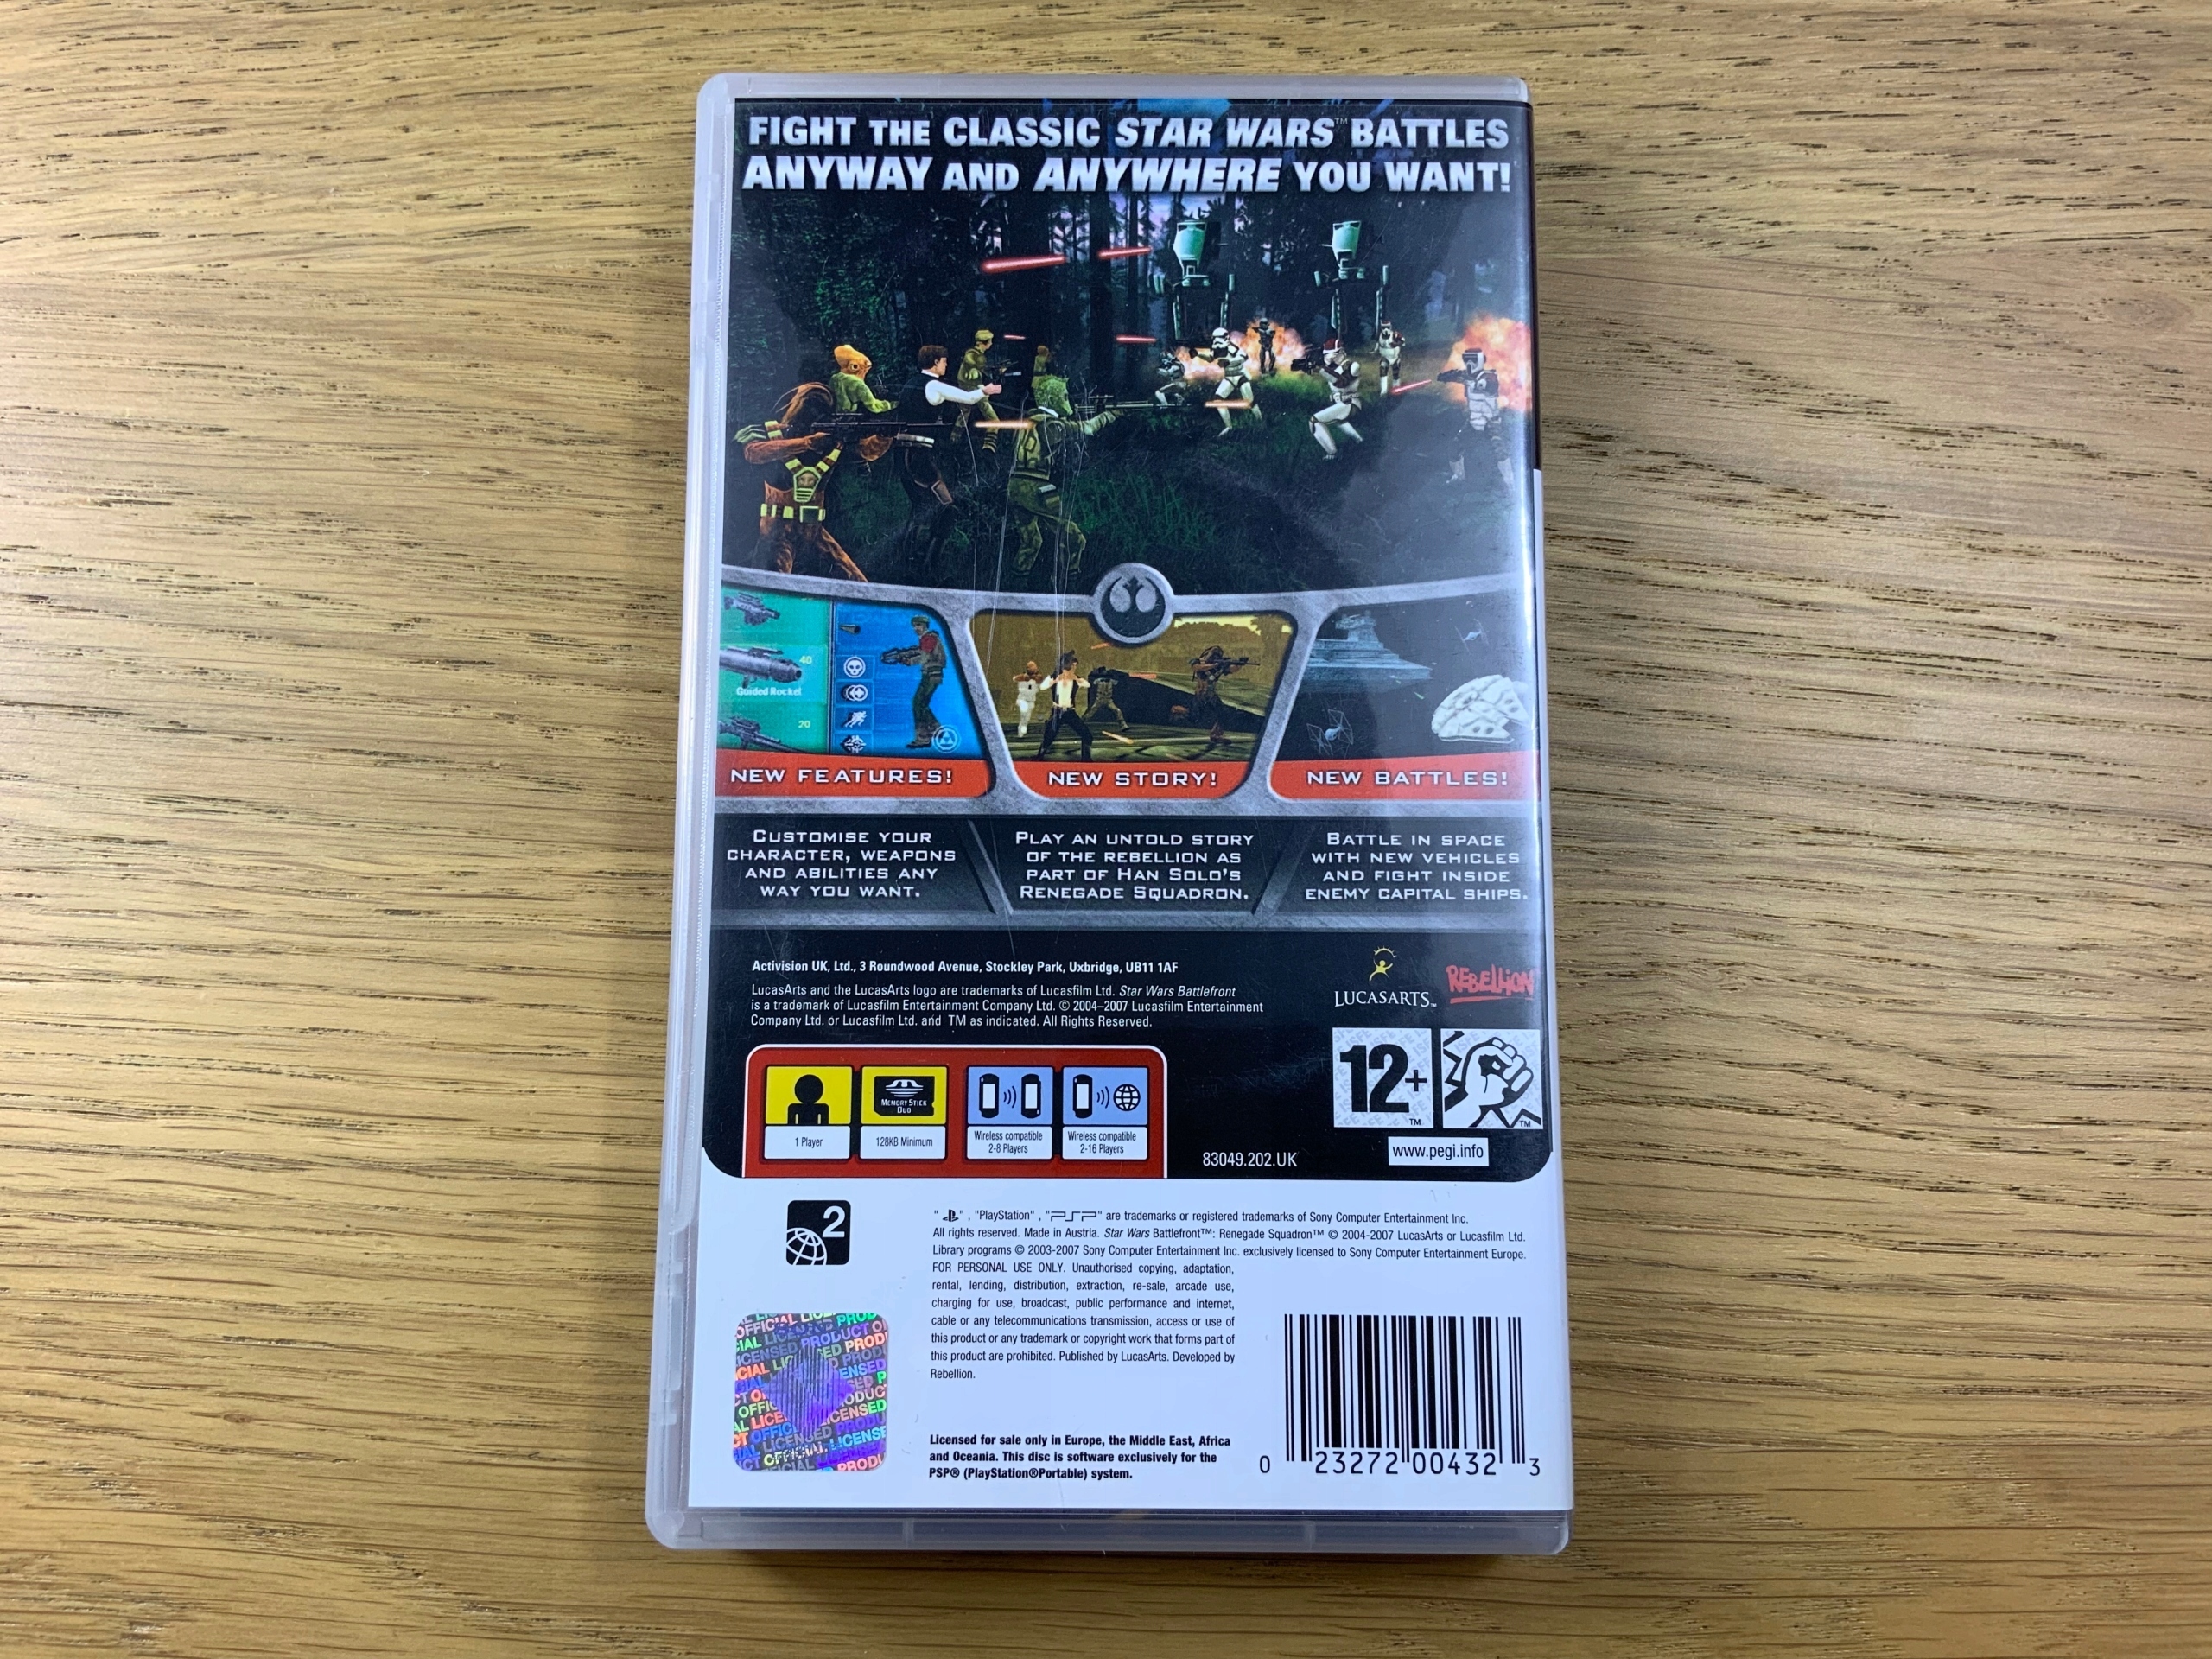 FIGHT THE CLASSIC STAR WARS™ BATTLES
ANYWAY AND ANYWHERE YOU WANT!
40
Guided Rocket
20
NEW FEATURES!
NEW STORY!
NEW BATTLES!
CUSTOMISE YOUR
CHARACTER, WEAPONS
AND ABILITIES ANY
WAY YOU WANT.
PLAY AN UNTOLD STORY
OF THE REBELLION AS
PART OF HAN SOLO'S
RENEGADE SQUADRON.
BATTLE IN SPACE
WITH NEW VEHICLES
AND FIGHT INSIDE
ENEMY CAPITAL SHIPS.
Activision UK, Ltd., 3 Roundwood Avenue, Stockley Park, Uxbridge, UB11 1AF
LucasArts and the LucasArts logo are trademarks of Lucasfilm Ltd. Star Wars Battlefront
is a trademark of Lucasfilm Entertainment Company Ltd. © 2004–2007 Lucasfilm Entertainment
Company Ltd. or Lucasfilm Ltd. and TM as indicated. All Rights Reserved.
LUCASARTS™
REBELLION
12+™
TM
www.pegi.info
MEMORY STICK
DUO
1 Player
128KB Minimum
Wireless compatible
2-8 Players
Wireless compatible
2-16 Players
83049.202.UK
2
" ", "PlayStation", "PSP" are trademarks or registered trademarks of Sony Computer Entertainment Inc.
All rights reserved. Made in Austria. Star Wars Battlefront™: Renegade Squadron™ © 2004-2007 LucasArts or Lucasfilm Ltd.
Library programs © 2003-2007 Sony Computer Entertainment Inc. exclusively licensed to Sony Computer Entertainment Europe.
FOR PERSONAL USE ONLY. Unauthorised copying, adaptation,
rental, lending, distribution, extraction, re-sale, arcade use,
charging for use, broadcast, public performance and internet,
cable or any telecommunications transmission, access or use of
this product or any trademark or copyright work that forms part of
this product are prohibited. Published by LucasArts. Developed by
Rebellion.
OFFICIAL LICENSED PRODUCT
Licensed for sale only in Europe, the Middle East, Africa
and Oceania. This disc is software exclusively for the
PSP® (PlayStation®Portable) system.
0 23272 00432 3